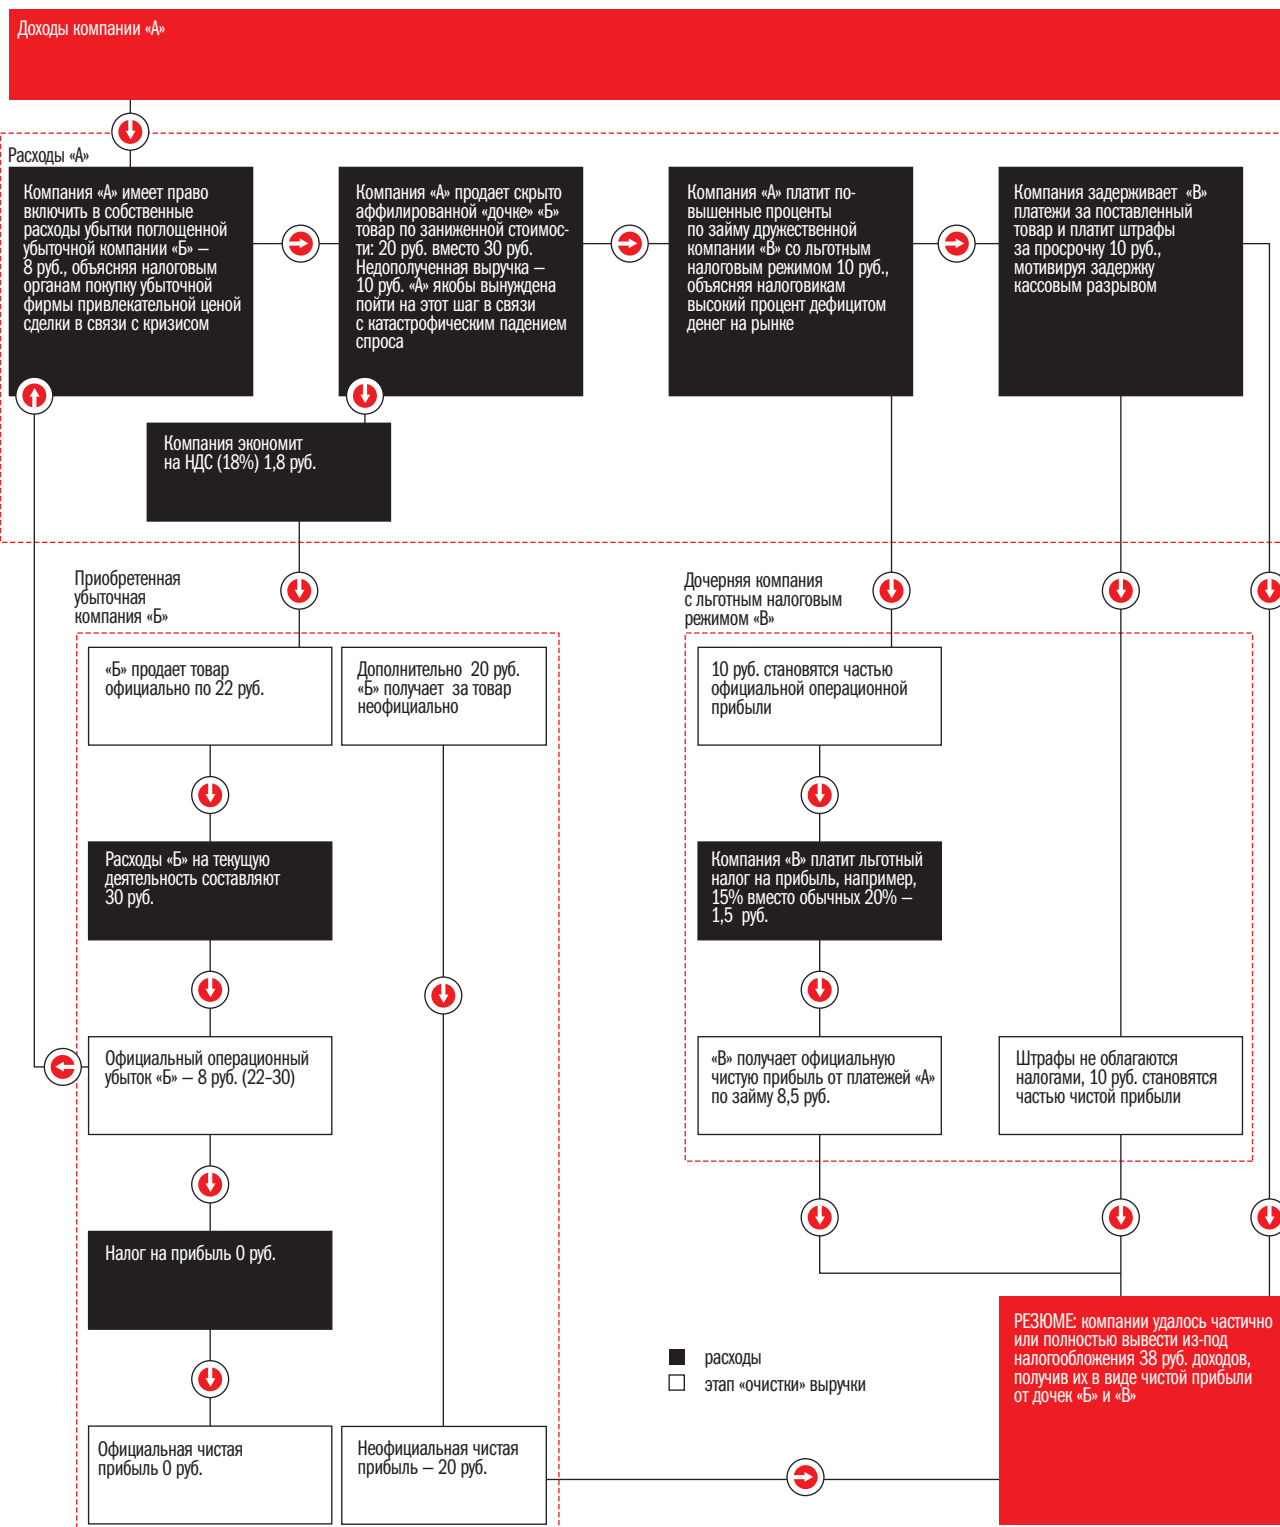 Доходы компании «А»
Расходы «А»
Компания «А» имеет право
включить в собственные
расходы убытки поглощенной
убыточной компании «Б» —
8 руб., объясняя налоговым
органам покупку убыточной
фирмы привлекательной ценой
сделки в связи с кризисом
Компания «А» продает скрыто
аффилированной «дочке» «Б»
товар по заниженной стоимос-
ти: 20 руб. вместо 30 руб.
Недополученная выручка —
10 руб. «А» якобы вынуждена
пойти на этот шаг в связи
с катастрофическим падением
спроса
Компания «А» платит по-
вышенные проценты
по займу дружественной
компании «В» со льготным
налоговым режимом 10 руб.,
объясняя налоговикам
высокий процент дефицитом
денег на рынке
Компания задерживает «В»
платежи за поставленный
товар и платит штрафы
за просрочку 10 руб.,
мотивируя задержку
кассовым разрывом
Компания экономит
на НДС (18%) 1,8 руб.
Приобретенная
убыточная
компания «Б»
Дочерняя компания
с льготным налоговым
режимом «В»
«Б» продает товар
официально по 22 руб.
Дополнительно 20 руб.
«Б» получает за товар
неофициально
10 руб. становятся частью
официальной операционной
прибыли
Расходы «Б» на текущую
деятельность составляют
30 руб.
Компания «В» платит льготный
налог на прибыль, например,
15% вместо обычных 20% —
1,5 руб.
Официальный операционный
убыток «Б» — 8 руб. (22–30)
«В» получает официальную
чистую прибыль от платежей «А»
по займу 8,5 руб.
Штрафы не облагаются
налогами, 10 руб. становятся
частью чистой прибыли
Налог на прибыль 0 руб.
РЕЗЮМЕ: компании удалось частично
или полностью вывести из-под
налогообложения 38 руб. доходов,
получив их в виде чистой прибыли
от дочек «Б» и «В»
расходы
этап «очистки» выручки
Официальная чистая
прибыль 0 руб.
Неофициальная чистая
прибыль — 20 руб.